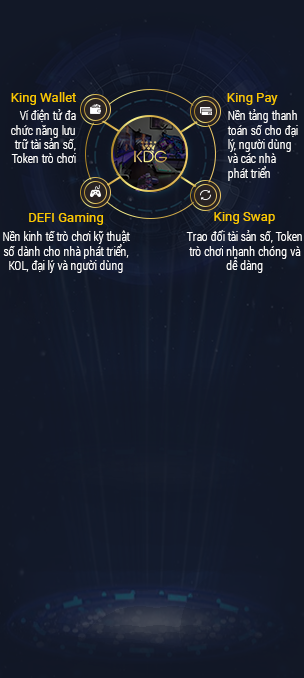 King Wallet
Ví điện tử đa
chức năng lưu
trữ tài sản số,
Token trò chơi
King Pay
Nền tảng thanh
toán số cho đại
lý, người dùng
và các nhà
phát triển
KDG
DEFI Gaming
Nền kinh tế trò chơi kỹ thuật
số dành cho nhà phát triển,
KOL, đại lý và người dùng
King Swap
Trao đổi tài sản số, Token
trò chơi nhanh chóng và
dễ dàng